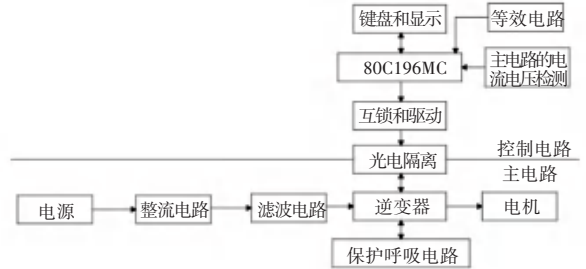 键盘和显示
等效电路
80C196MC
主电路的电
流电压检测
互锁和驱动
光电隔离
控制电路
主电路
电源
整流电路
滤波电路
逆变器
电机
保护呼吸电路